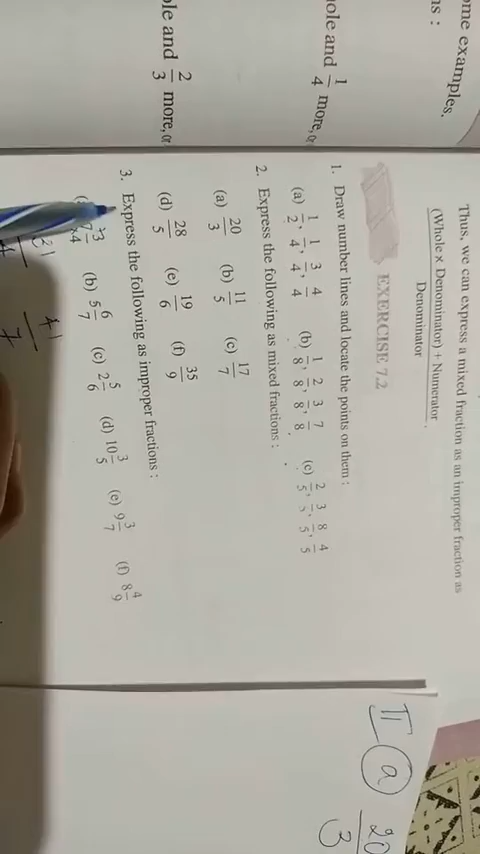 ome examples.
ns :
hole and 1/4 more,
ole and 2/3 more,
Thus, we can express a mixed fraction as an improper fraction as
(Whole × Denominator) + Numerator
Denominator
EXERCISE 7.2
1. Draw number lines and locate the points on them :
(a) 1/2, 1/4, 3/4, 4/4 (b) 1/8, 2/8, 3/8, 7/8 (c) 2/5, 3/5, 8/5, 4/5
2. Express the following as mixed fractions :
(a) 20/3 (b) 11/5 (c) 17/7
(d) 28/5 (e) 19/6 (f) 35/9
3. Express the following as improper fractions :
(b) 5 6/7 (c) 2 5/6 (d) 10 3/5 (e) 9 3/7 (f) 8 4/9
II (a) 20/3